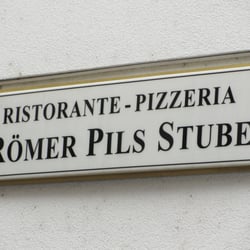 RISTORANTE - PIZZERIA
RÖMER PILS STUBE